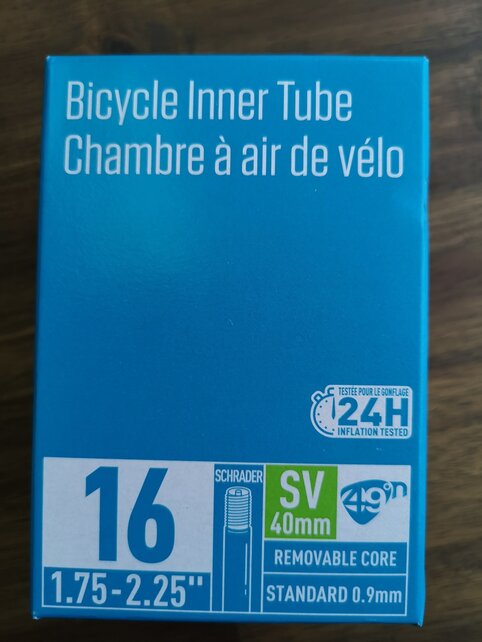 Bicycle Inner Tube
Chambre à air de vélo
TESTÉE POUR LE GONFLAGE
24H
INFLATION TESTED
16
1.75-2.25"
SCHRADER
SV
40mm
49°n
REMOVABLE CORE
STANDARD 0.9mm